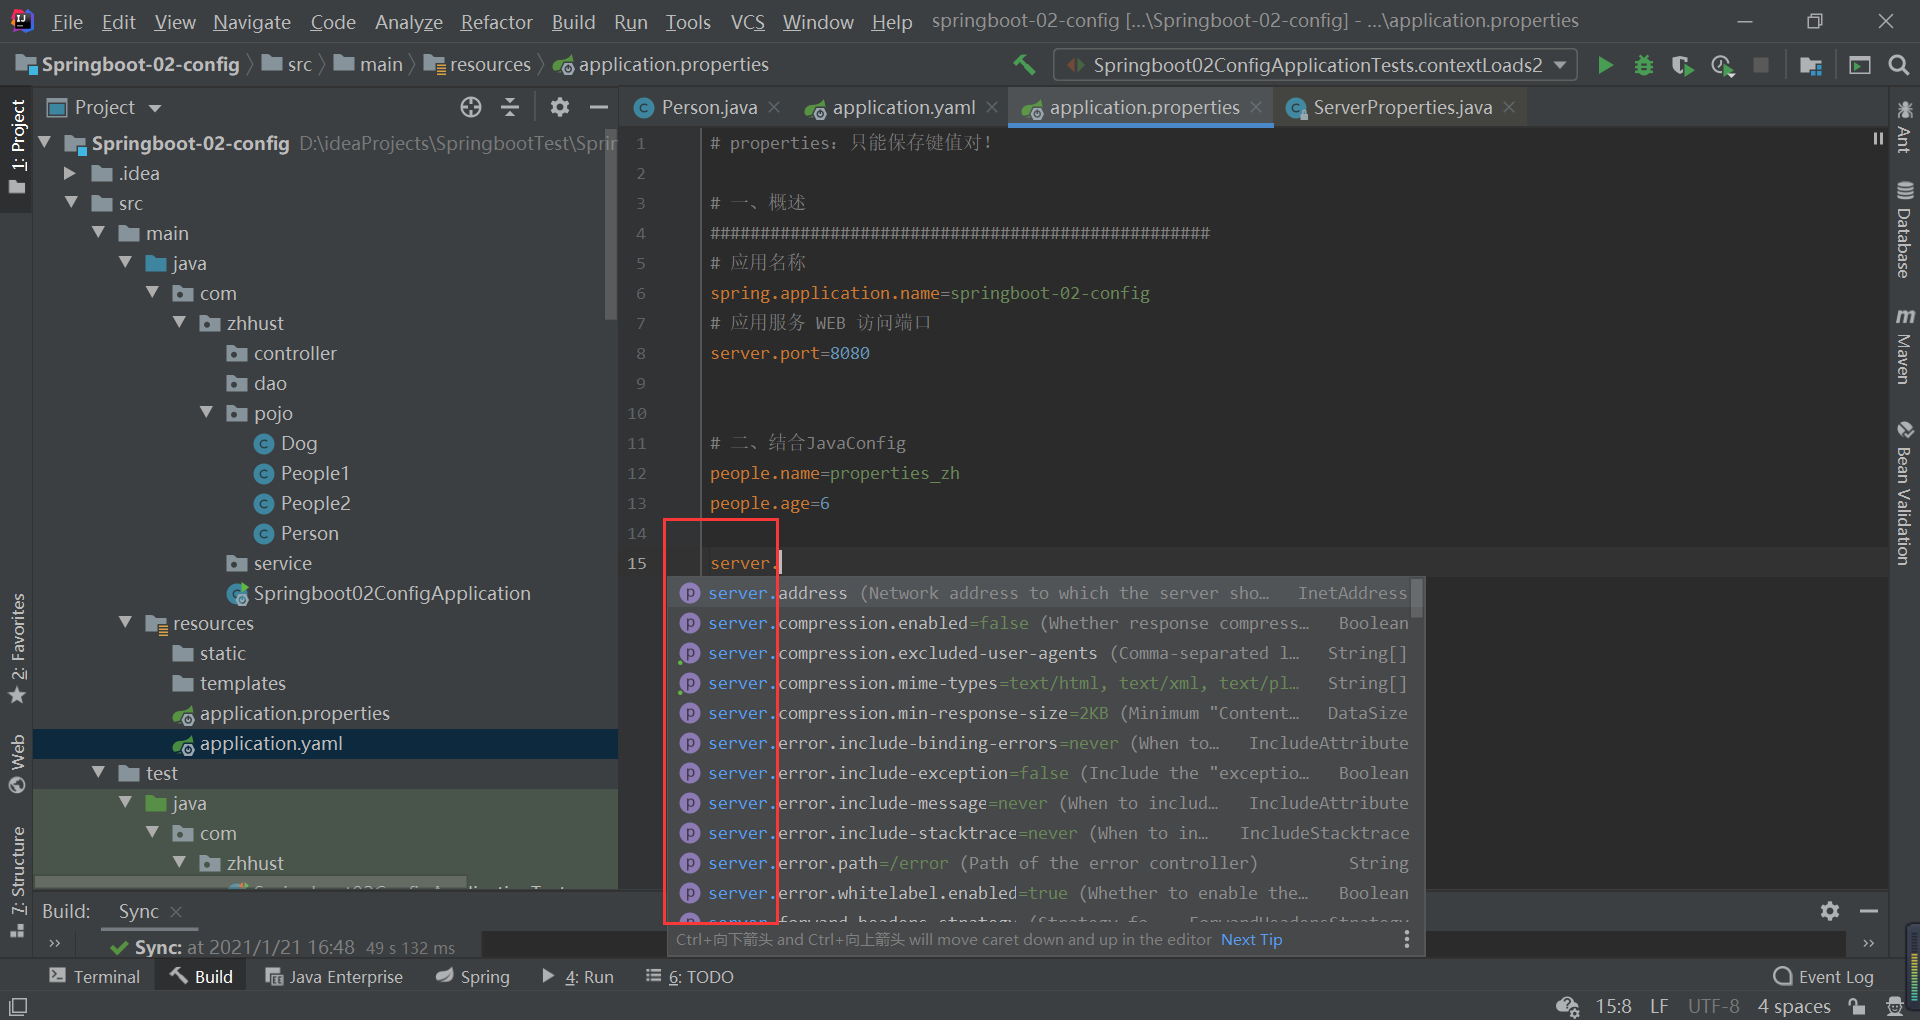 File Edit View Navigate Code Analyze Refactor Build Run Tools VCS Window Help springboot-02-config [...\Springboot-02-config] - ...\application.properties
Springboot-02-config src main resources application.properties Springboot02ConfigApplicationTests.contextLoads2
Project
Person.java application.yaml application.properties ServerProperties.java
1: Project
2: Favorites
Web
7: Structure
Springboot-02-config D:\ideaProjects\SpringbootTest\Sprin
.idea
src
main
java
com
zhhust
controller
dao
pojo
Dog
People1
People2
Person
service
Springboot02ConfigApplication
resources
static
templates
application.properties
application.yaml
test
java
com
zhhust
1 # properties：只能保存键值对！
2
3 # 一、概述
4 ##################################################
5 # 应用名称
6 spring.application.name=springboot-02-config
7 # 应用服务 WEB 访问端口
8 server.port=8080
9
10
11 # 二、结合JavaConfig
12 people.name=properties_zh
13 people.age=6
14
15 server.
p server.address (Network address to which the server sho... InetAddress
p server.compression.enabled=false (Whether response compress... Boolean
p server.compression.excluded-user-agents (Comma-separated l... String[]
p server.compression.mime-types=text/html, text/xml, text/pl... String[]
p server.compression.min-response-size=2KB (Minimum "Content... DataSize
p server.error.include-binding-errors=never (When to... IncludeAttribute
p server.error.include-exception=false (Include the "exceptio... Boolean
p server.error.include-message=never (When to includ... IncludeAttribute
p server.error.include-stacktrace=never (When to in... IncludeStacktrace
p server.error.path=/error (Path of the error controller) String
p server.error.whitelabel.enabled=true (Whether to enable the... Boolean
server.forward-headers-strategy (Strategy fo... ForwardHeadersStrategy
Ctrl+向下箭头 and Ctrl+向上箭头 will move caret down and up in the editor Next Tip
Ant
Database
Maven
Bean Validation
Build: Sync
Sync: at 2021/1/21 16:48 49 s 132 ms
Terminal Build Java Enterprise Spring 4: Run 6: TODO Event Log
15:8 LF UTF-8 4 spaces